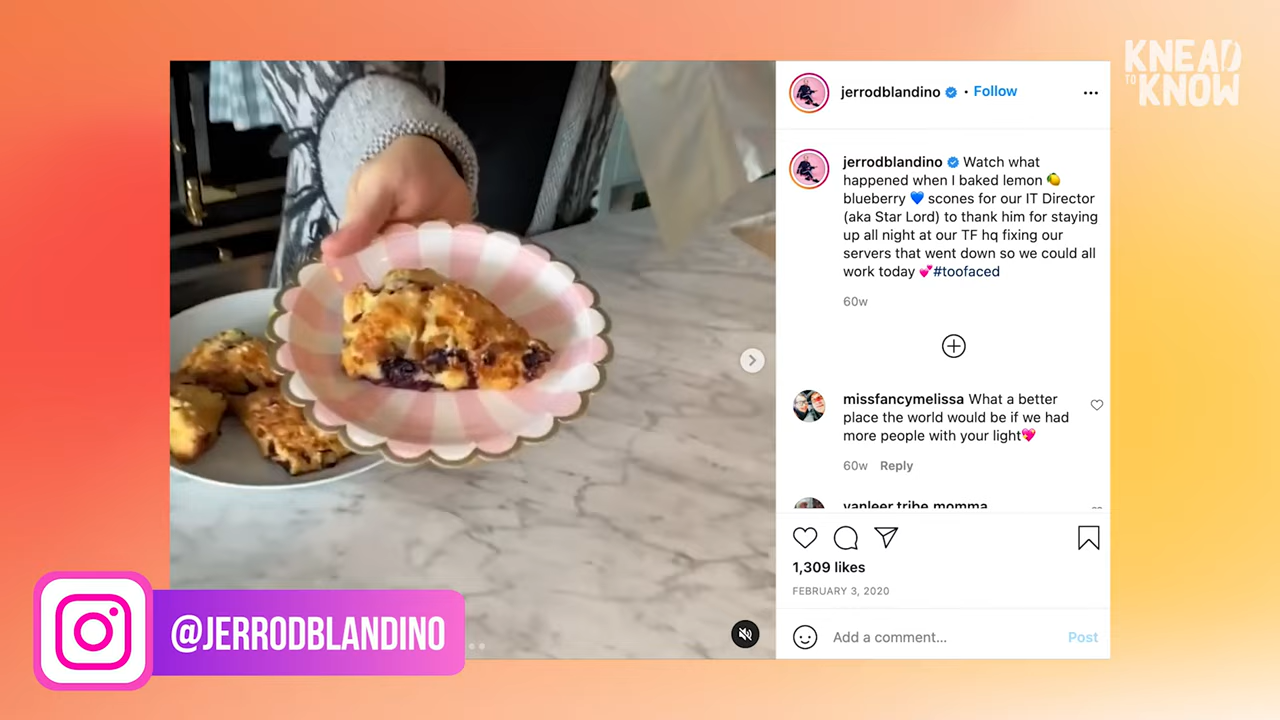 KNEAD
TO KNOW
jerrodblandino • Follow
jerrodblandino Watch what
happened when I baked lemon 🍋
blueberry 💙 scones for our IT Director
(aka Star Lord) to thank him for staying
up all night at our TF hq fixing our
servers that went down so we could all
work today 💕#toofaced
60w
missfancymelissa What a better
place the world would be if we had
more people with your light💖
60w Reply
vanleer.tribe.momma
1,309 likes
FEBRUARY 3, 2020
Add a comment... Post
@JERRODBLANDINO